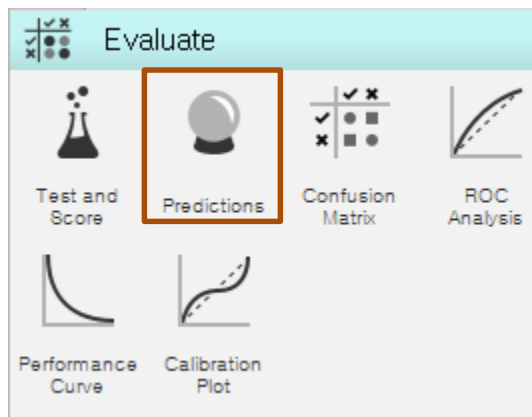 Evaluate
Test and
Score
Predictions
Confusion
Matrix
ROC
Analysis
Performance
Curve
Calibration
Plot